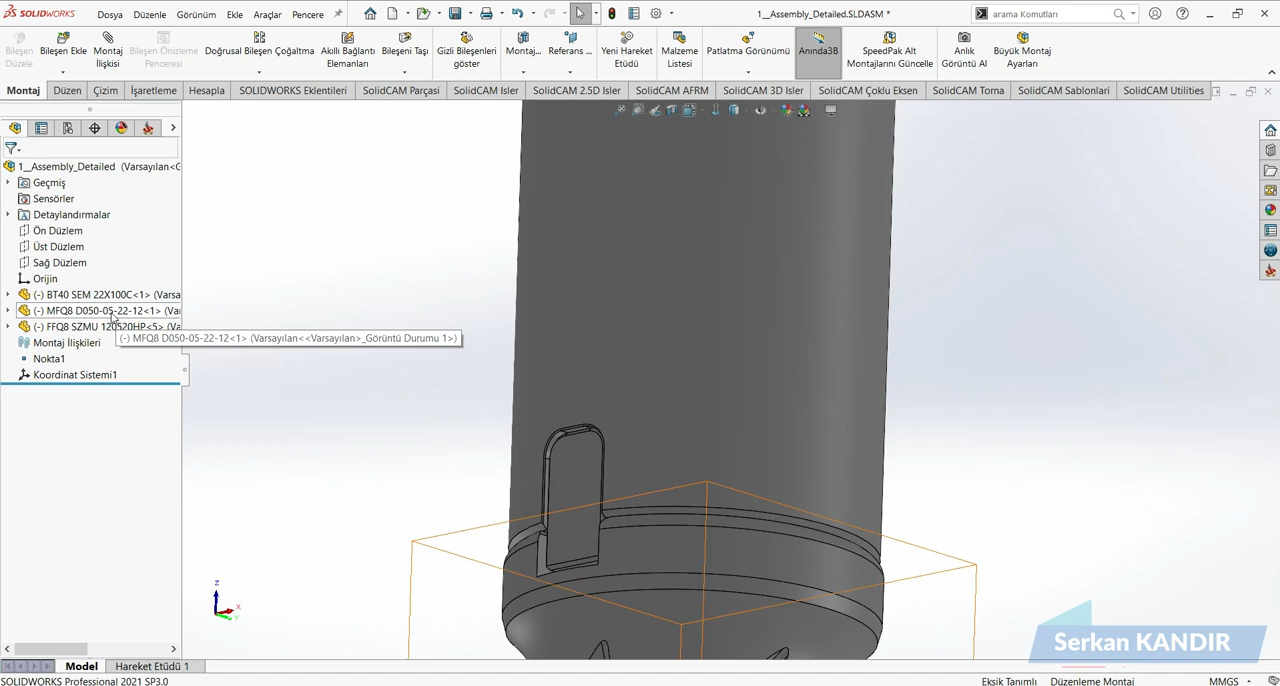 SOLIDWORKS Dosya Düzenle Görünüm Ekle Araçlar Pencere 1__Assembly_Detailed.SLDASM * arama Komutları
Bileşen Düzele
Bileşen Ekle
Montaj İlişkisi
Bileşen Önizleme Penceresi
Doğrusal Bileşen Çoğaltma
Akıllı Bağlantı Elemanları
Bileşeni Taşı
Gizli Bileşenleri göster
Montaj...
Referans ...
Yeni Hareket Etüdü
Malzeme Listesi
Patlatma Görünümü
Anında3B
SpeedPak Alt Montajlarını Güncelle
Anlık Görüntü Al
Büyük Montaj Ayarları
Montaj Düzen Çizim İşaretleme Hesapla SOLIDWORKS Eklentileri SolidCAM Parçası SolidCAM Isler SolidCAM 2.5D Isler SolidCAM AFRM SolidCAM 3D Isler SolidCAM Çoklu Eksen SolidCAM Torna SolidCAM Sablonlari SolidCAM Utilities
1__Assembly_Detailed (Varsayılan<G
Geçmiş
Sensörler
Detaylandırmalar
Ön Düzlem
Üst Düzlem
Sağ Düzlem
Orijin
(-) BT40 SEM 22X100C<1> (Varsa
(-) MFQ8 D050-05-22-12<1> (Va
(-) FFQ8 SZMU 120520HP<5> (Va
(-) MFQ8 D050-05-22-12<1> (Varsayılan<<Varsayılan>_Görüntü Durumu 1>)
Montaj İlişkileri
Nokta1
Koordinat Sistemi1
Z
X
Y
Serkan KANDIR
Model Hareket Etüdü 1
SOLIDWORKS Professional 2021 SP3.0 Eksik Tanımlı Düzenleme Montaj MMGS